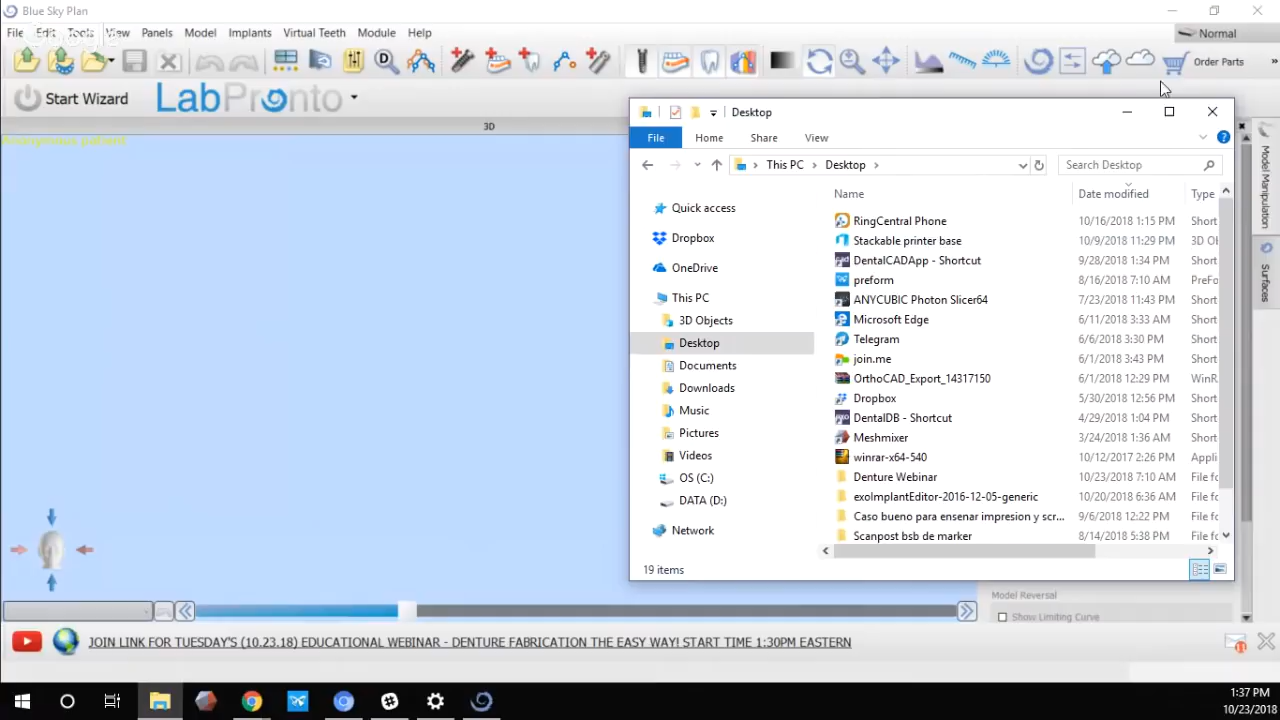 Blue Sky Plan
File Edit Tools View Panels Model Implants Virtual Teeth Module Help
Google
Normal
D
Order Parts
»
Start Wizard LabPronto
3D
Anonymous patient
Desktop
File Home Share View
This PC Desktop Search Desktop
Name Date modified Type
Quick access
Dropbox
OneDrive
This PC
3D Objects
Desktop
Documents
Downloads
Music
Pictures
Videos
OS (C:)
DATA (D:)
Network
RingCentral Phone 10/16/2018 1:15 PM Short
Stackable printer base 10/9/2018 11:29 PM 3D Ol
DentalCADApp - Shortcut 9/28/2018 1:34 PM Short
preform 8/16/2018 7:10 AM PreFo
ANYCUBIC Photon Slicer64 7/23/2018 11:43 PM Short
Microsoft Edge 6/11/2018 3:33 AM Short
Telegram 6/6/2018 3:30 PM Short
join.me 6/1/2018 3:43 PM Short
OrthoCAD_Export_14317150 6/1/2018 12:29 PM WinR
Dropbox 5/30/2018 12:56 PM Short
DentalDB - Shortcut 4/29/2018 1:04 PM Short
Meshmixer 3/24/2018 1:36 AM Short
winrar-x64-540 10/12/2017 2:26 PM Appli
Denture Webinar 10/23/2018 7:10 AM File fo
exoImplantEditor-2016-12-05-generic 10/20/2018 6:36 AM File fo
Caso bueno para ensenar impresion y scr... 9/6/2018 12:22 PM File fo
Scanpost bsb de marker 8/14/2018 5:38 PM File fo
19 items
Model Manipulation
Surfaces
Model Reversal
Show Limiting Curve
JOIN LINK FOR TUESDAY'S (10.23.18) EDUCATIONAL WEBINAR - DENTURE FABRICATION THE EASY WAY! START TIME 1:30PM EASTERN
1:37 PM
10/23/2018